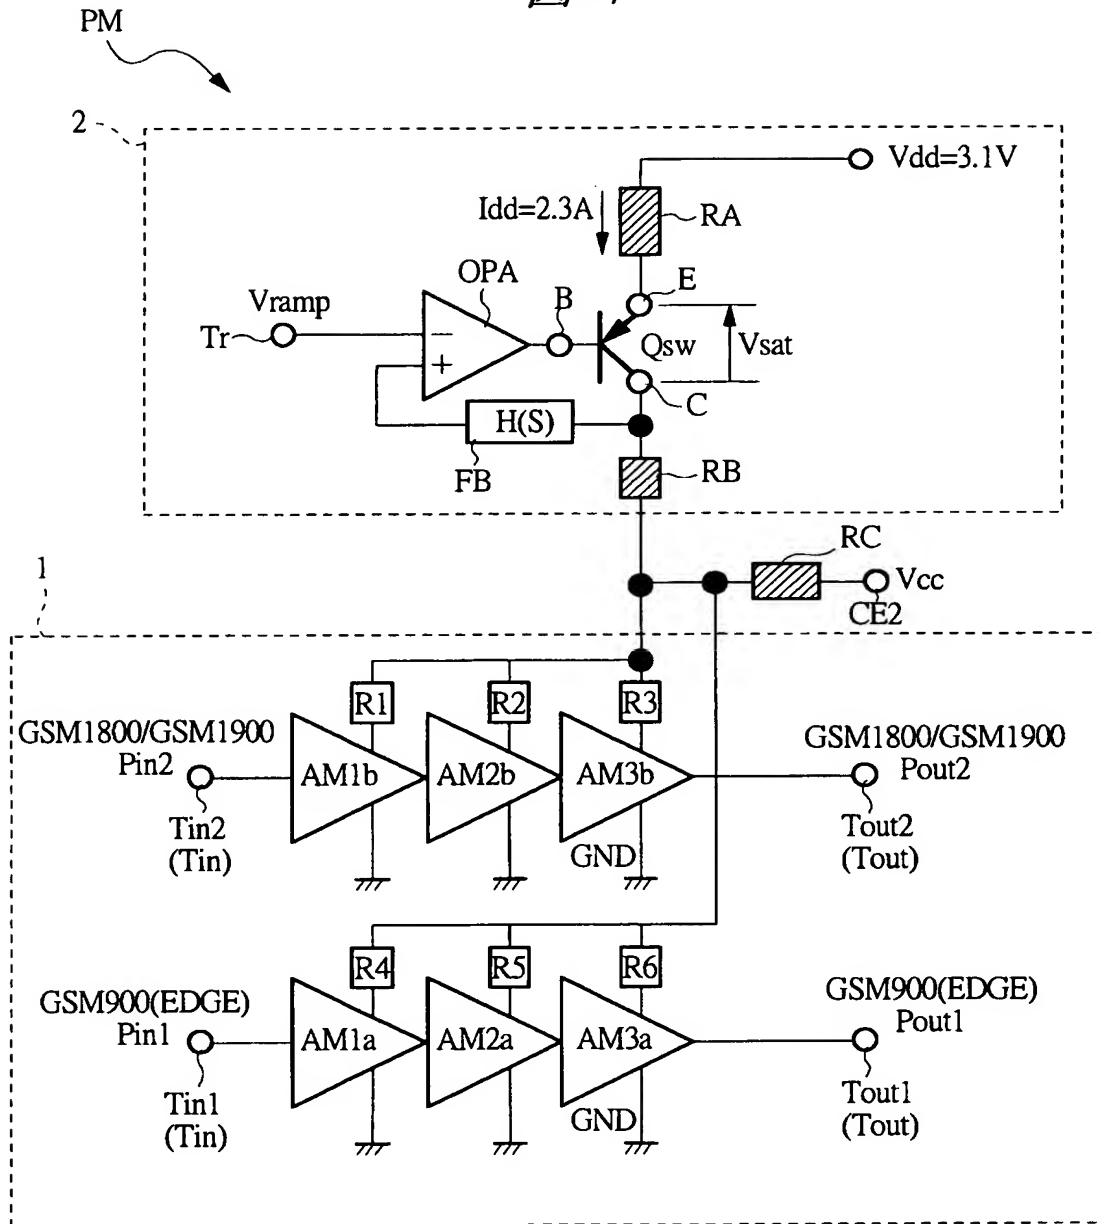 図
PM
2
Vdd=3.1V
Idd=2.3A
RA
OPA
E
Vramp
B
Tr
−
Qsw
Vsat
+
C
H(S)
FB
RB
RC
1
Vcc
CE2
R1
R2
R3
GSM1800/GSM1900
Pin2
GSM1800/GSM1900
Pout2
AM1b
AM2b
AM3b
Tin2
(Tin)
Tout2
(Tout)
GND
R4
R5
R6
GSM900(EDGE)
Pin1
GSM900(EDGE)
Pout1
AM1a
AM2a
AM3a
Tin1
(Tin)
Tout1
(Tout)
GND